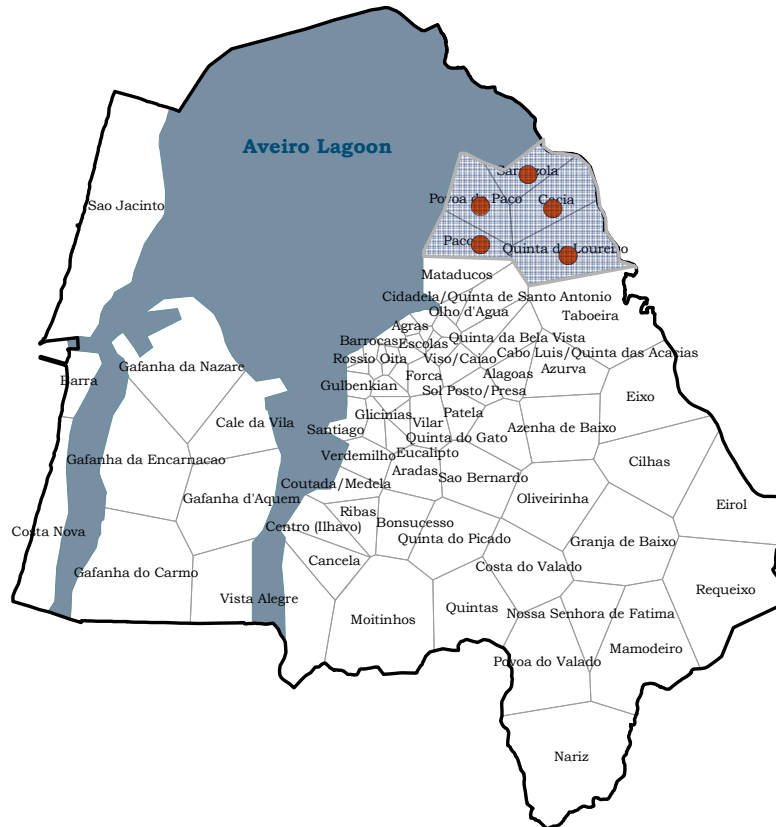 Aveiro Lagoon
Sao Jacinto
Paco
Quinta do Loureiro
Mataducos
Cidadela/Quinta de Santo Antonio
Olho d'Agua
Taboeira
Agras
Barrocas
Escolas
Quinta da Bela Vista
Rossio
Oita
Viso/Caiao
Cabo Luis/Quinta das Acacias
Gafanha da Nazare
Azurva
Barra
Gulbenkian
Forca
Alagoas
Sol Posto/Presa
Eixo
Cale da Vila
Glicinias
Vilar
Patela
Santiago
Azenha de Baixo
Quinta do Gato
Gafanha da Encarnacao
Verdemilho
Eucalipto
Cilhas
Aradas
Sao Bernardo
Coutada/Medela
Gafanha d'Aquem
Oliveirinha
Eirol
Ribas
Costa Nova
Centro (Ilhavo)
Bonsucesso
Quinta do Picado
Granja de Baixo
Cancela
Costa do Valado
Gafanha do Carmo
Requeixo
Vista Alegre
Quintas
Nossa Senhora de Fatima
Moitinhos
Mamodeiro
Povoa do Valado
Nariz